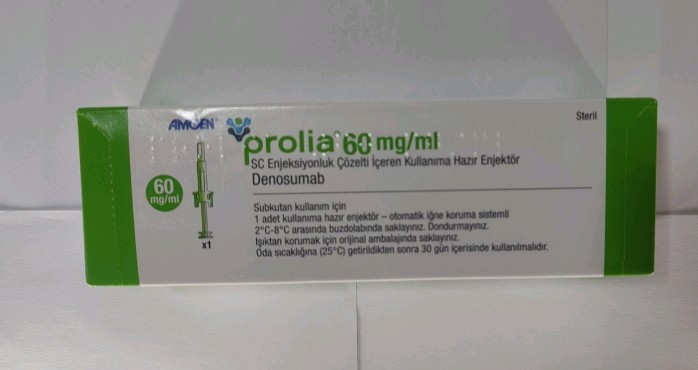 Steril
AMGEN
prolia® 60 mg/ml
SC Enjeksiyonluk Çözelti İçeren Kullanıma Hazır Enjektör
Denosumab
60
mg/ml
x1
Subkutan kullanım için
1 adet kullanıma hazır enjektör – otomatik iğne koruma sistemli
2°C-8°C arasında buzdolabında saklayınız. Dondurmayınız.
Işıktan korumak için orijinal ambalajında saklayınız.
Oda sıcaklığına (25°C) getirildikten sonra 30 gün içerisinde kullanılmalıdır.